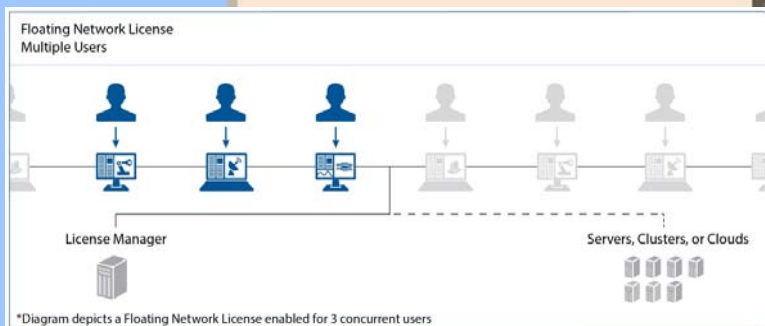 Floating Network License
Multiple Users
License Manager
Servers, Clusters, or Clouds
*Diagram depicts a Floating Network License enabled for 3 concurrent users